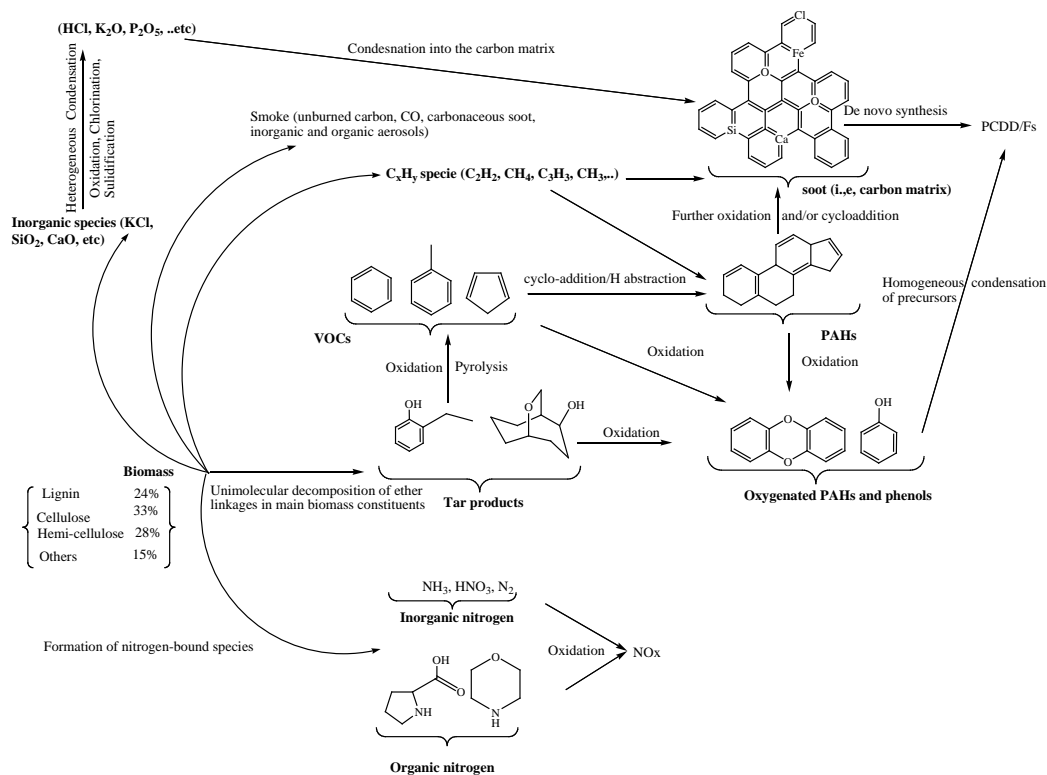 (HCl, K2O, P2O5, ..etc)
Condesnation into the carbon matrix
Heterogeneous Condensation
Oxidation, Chlorination,
Sulidification
Smoke (unburned carbon, CO, carbonaceous soot,
inorganic and organic aerosols)
Cl
Fe
O
O
Si
Ca
De novo synthesis
PCDD/Fs
CxHy specie (C2H2, CH4, C3H3, CH3,..)
soot (i.,e, carbon matrix)
Inorganic species (KCl,
SiO2, CaO, etc)
Further oxidation and/or cycloaddition
cyclo-addition/H abstraction
Homogeneous condensation
of precursors
VOCs
PAHs
Oxidation
Oxidation Pyrolysis
Oxidation
OH
O
OH
OH
O
O
Oxidation
Biomass
Unimolecular decomposition of ether
linkages in main biomass constituents
Tar products
Oxygenated PAHs and phenols
Lignin 24%
Cellulose 33%
Hemi-cellulose 28%
Others 15%
NH3, HNO3, N2
Inorganic nitrogen
Formation of nitrogen-bound species
Oxidation
NOx
OH
O
NH
O
N
H
Organic nitrogen